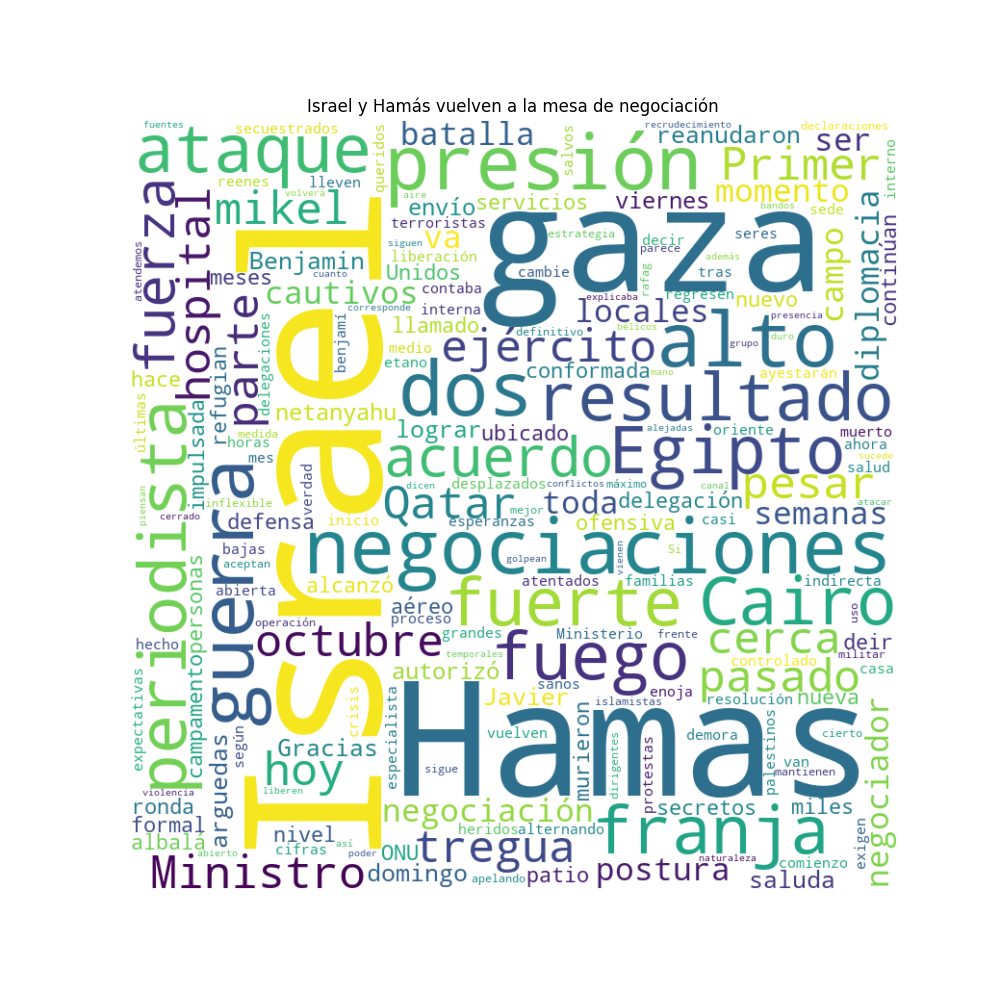 Israel y Hamás vuelven a la mesa de negociación
fuentes
secuestrados
queridos
batalla
salvos
recrudecimiento
reanudaron
declaraciones
ser
interno
ataque
presión
Primer
reenes
lleven
volverá
aire
servicios
viernes
momento
fuerza
hospital
mikel
envío
terroristas
va
siguen
estrategia
decir
seres
bandos
sede
diplomacia
continúan
campo
atendemos
gaza
Benjamin
liberación
parece
además
meses
cuanto
Unidos
cambie
rafag
tras
cautivos
contaba
explicaba
regresen
nuevo
corresponde
interna
locales
presencia
parte
delegaciones
benjamí
llamado
definitivo
bélicos
grupo
duro
Israel
medio
ejército
alto
etano
conformada
mano
ayestarán
hace
refugian
dos
resultado
últimas
impulsada
netanyahu
lograr
ubicado
alejadas
oriente
muerto
horas
medida
acuerdo
Egipto
ahora
sucede
mes
salud
periodista
guerra
verdad
dicen
desplazados
conflictos
máximo
canal
pesar
piensan
inflexible
Qatar
mejor
toda
delegación
atacar
cerrado
defensa
inicio
esperanzas
ofensiva
casi
semanas
bajas
negociaciones
golpean
vienen
Si
aceptan
alcanzó
atentados
familias
indirecta
abierta
personas
campamento
aéreo
fuerte
Cairo
operación
proceso
uso
hecho
octubre
grandes
Ministerio
frente
cerca
deir
temporales
fuego
militar
expectativas
autorizó
controlado
casa
sanos
enoja
pasado
Javier
islamistas
resolución
nueva
según
crisis
especialista
Hamas
Gracias
vuelven
murieron
dirigentes
protestas
demora
palestinos
cierto
negociador
arguedas
hoy
sigue
van
mantienen
violencia
liberen
ronda
negociación
secretos
miles
formal
nivel
heridos
alternando
franja
albalá
cifras
así
exigen
abierto
poder
ONU
tregua
naturaleza
comienzo
Ministro
domingo
apelando
patio
postura
saluda